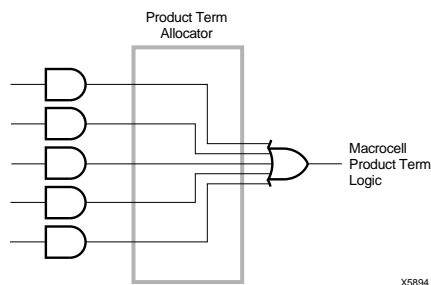 Product Term
Allocator
Macrocell
Product Term
Logic
X5894